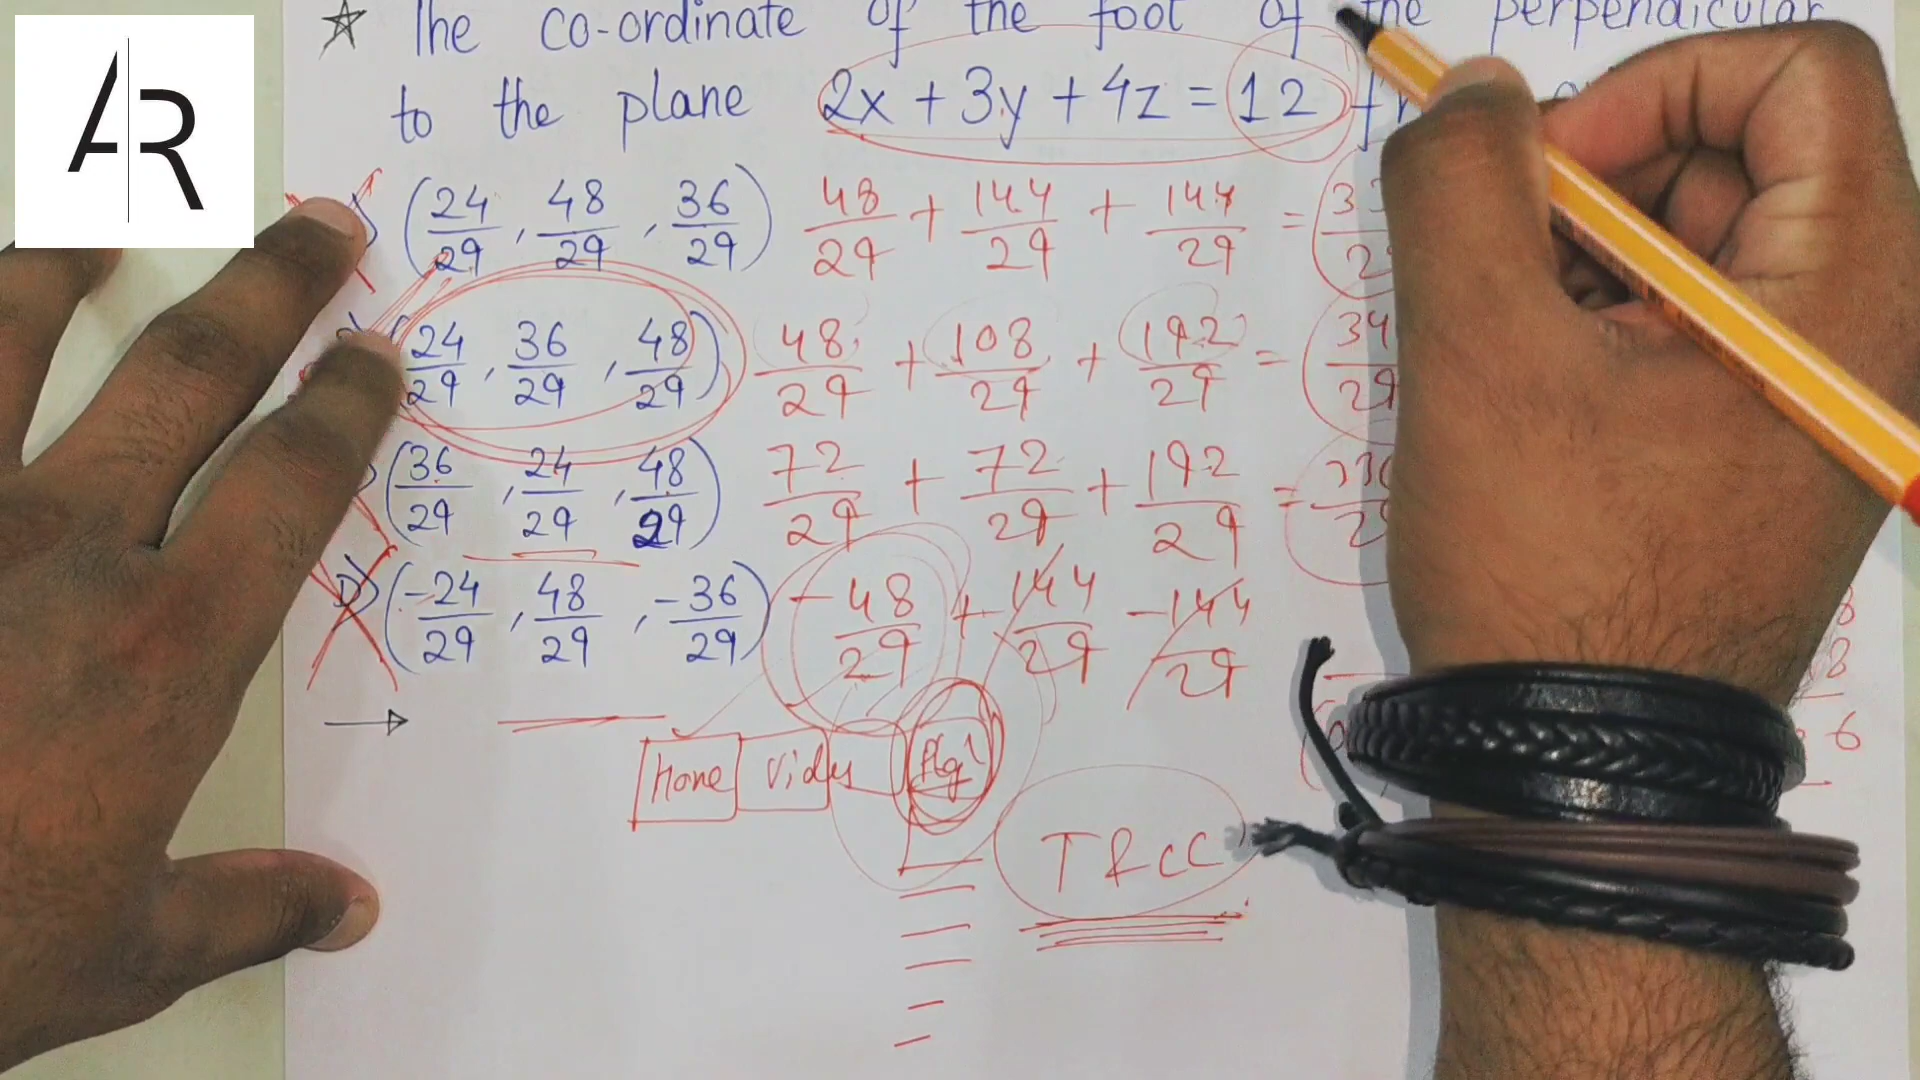 AR
☆ The co-ordinate of the foot of the perpendicular
to the plane 2x + 3y + 4z = 12
(24/29, 48/29, 36/29) 48/29 + 144/29 + 144/29 =
(24/29, 36/29, 48/29) 48/29 + 108/29 + 192/29 =
(36/29, 24/29, 48/29) 72/29 + 72/29 + 192/29 =
D) (-24/29, 48/29, -36/29) -48/29 + 144/29 - 144/29
→
Home
TRCC